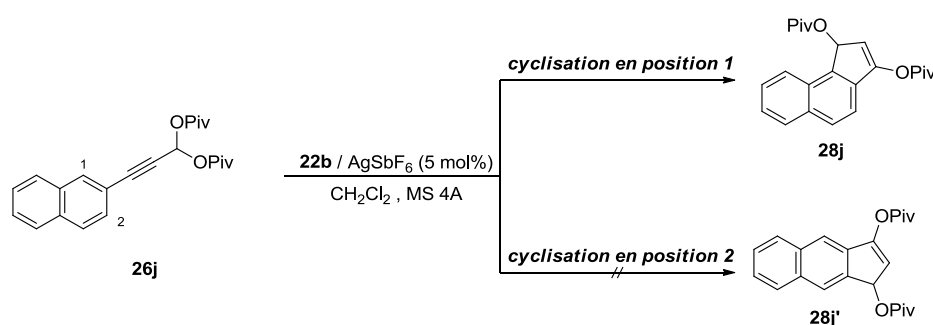 PivO
cyclisation en position 1
OPiv
28j
OPiv
OPiv
1
2
26j
22b / AgSbF6 (5 mol%)
CH2Cl2 , MS 4A
cyclisation en position 2
//
OPiv
OPiv
28j'